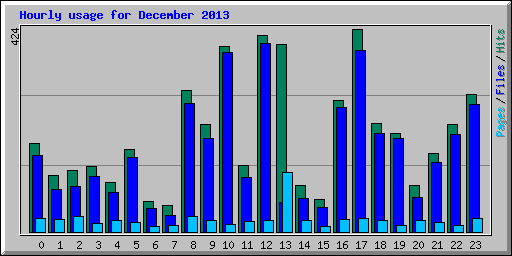 Hourly usage for December 2013
424
Pages / Files / Hits
0 1 2 3 4 5 6 7 8 9 10 11 12 13 14 15 16 17 18 19 20 21 22 23